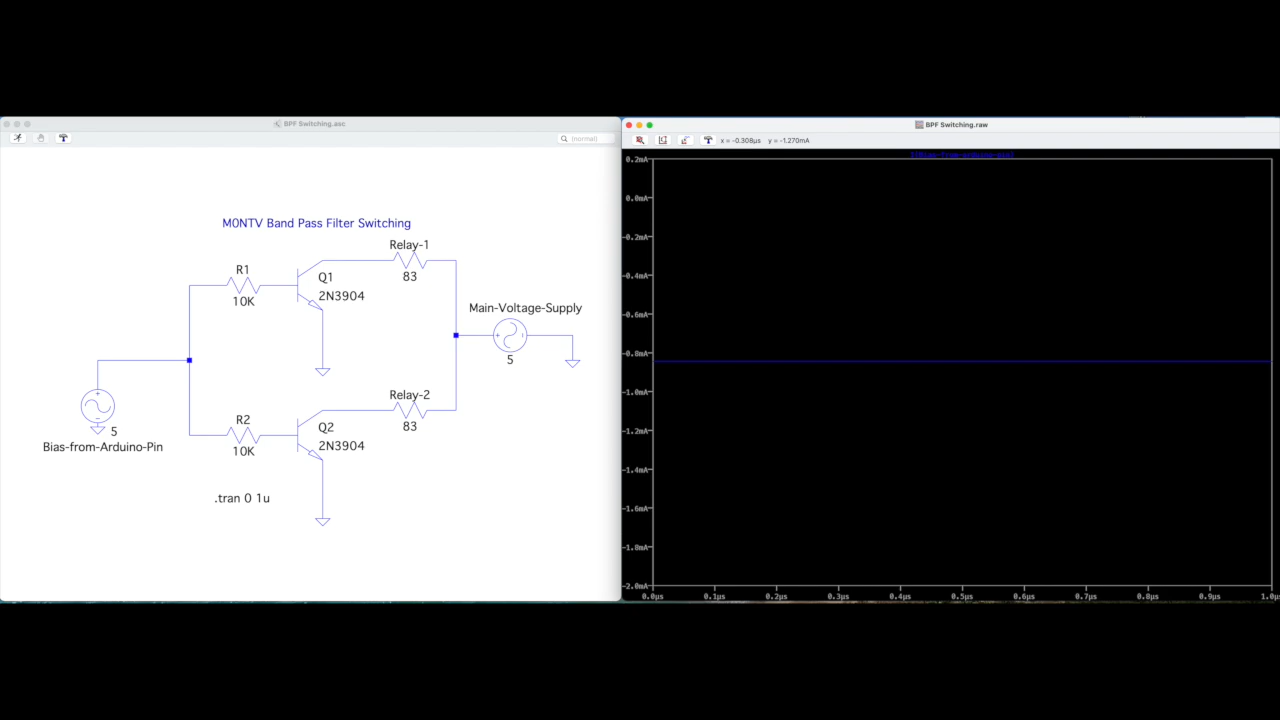 BPF Switching.asc
(normal)
M0NTV Band Pass Filter Switching
Relay-1
83
R1
10K
Q1
2N3904
Main-Voltage-Supply
5
5
Bias-from-Arduino-Pin
Relay-2
83
R2
10K
Q2
2N3904
.tran 0 1u
BPF Switching.raw
x = -0.308µs y = -1.270mA
0.2mA
0.0mA
-0.2mA
-0.4mA
-0.6mA
-0.8mA
-1.0mA
-1.2mA
-1.4mA
-1.6mA
-1.8mA
-2.0mA
0.0µs 0.1µs 0.2µs 0.3µs 0.4µs 0.5µs 0.6µs 0.7µs 0.8µs 0.9µs